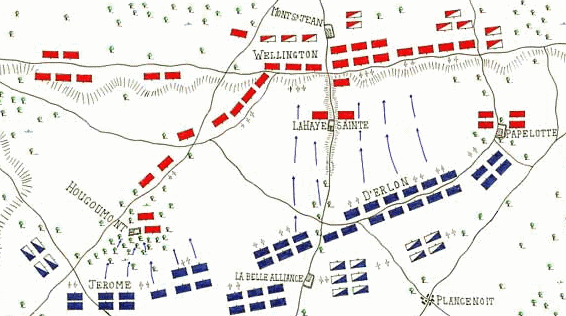 MONT ST JEAN
WELLINGTON
LA HAYE SAINTE
PAPELOTTE
D'ERLON
HOUGOUMONT
LA BELLE ALLIANCE
JEROME
PLANCENOIT